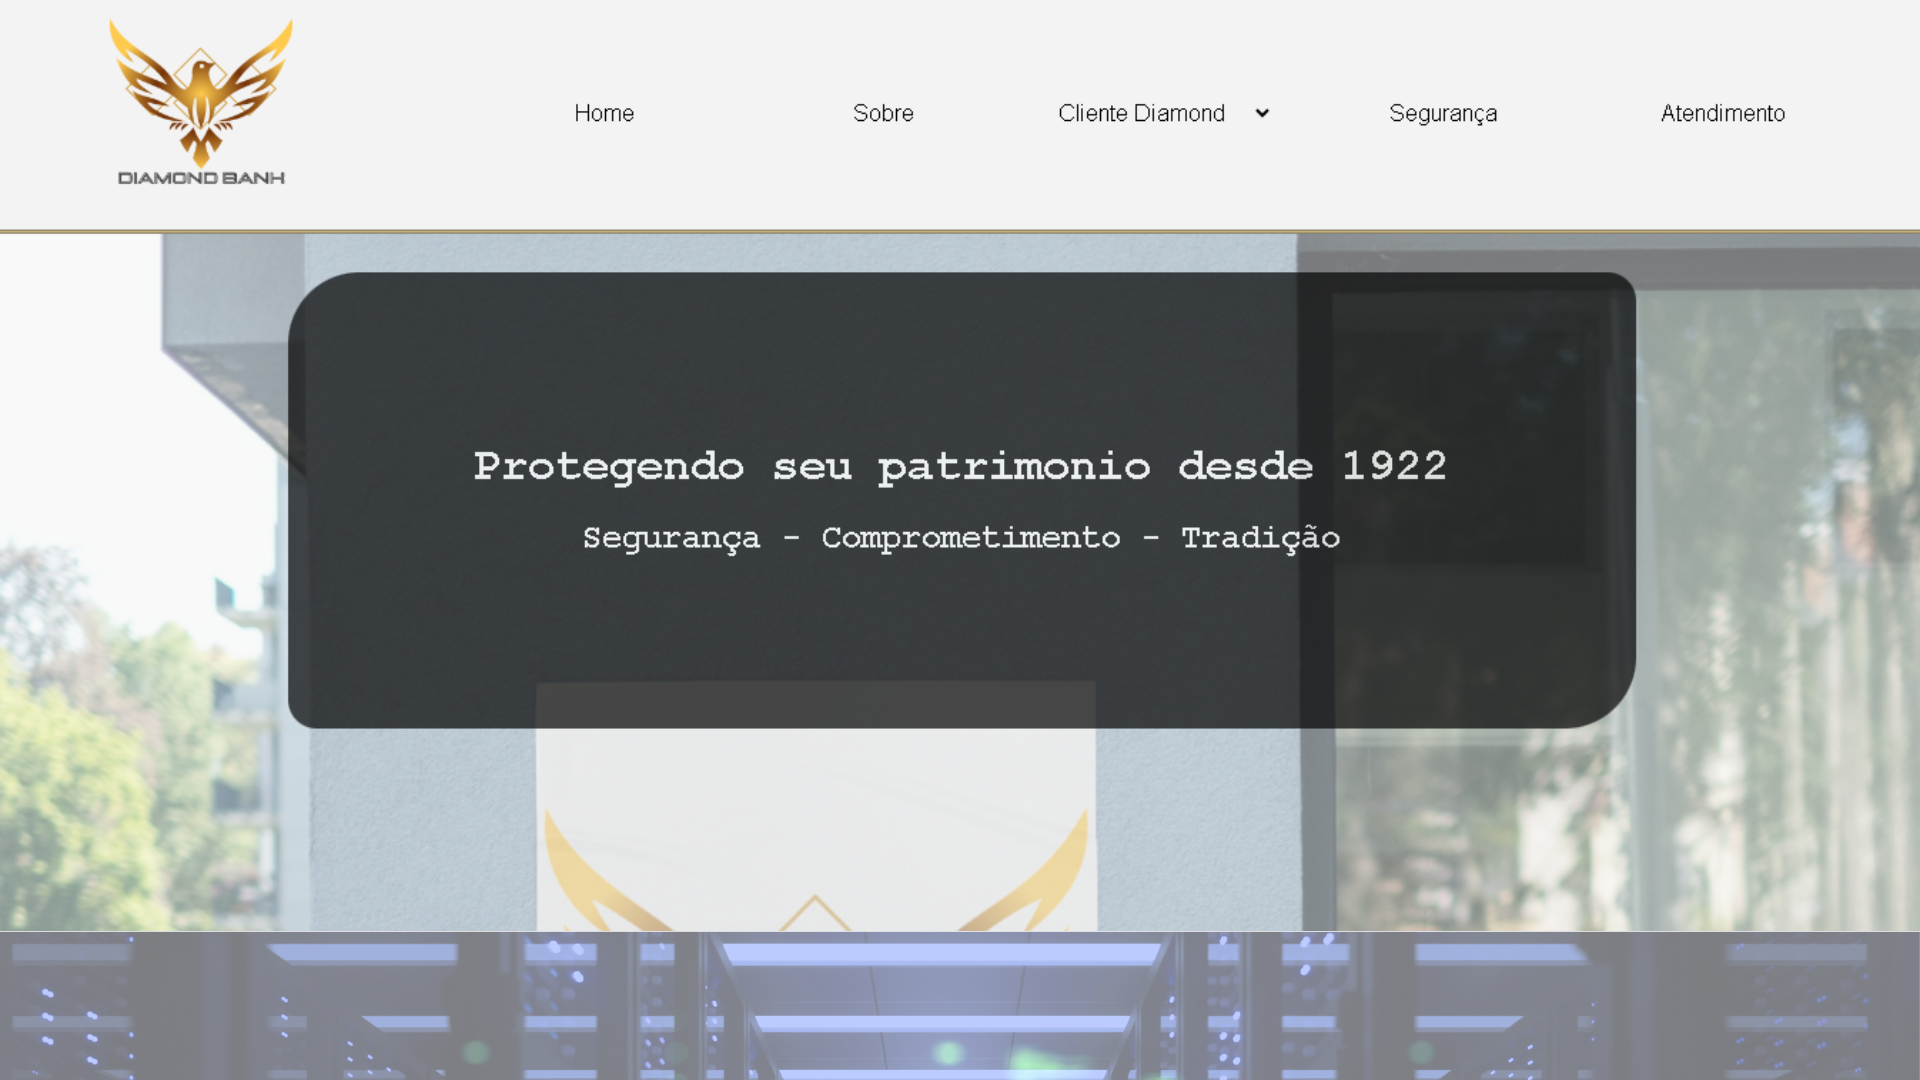 DIAMOND BANH
Home
Sobre
Cliente Diamond
Segurança
Atendimento
Protegendo seu patrimonio desde 1922
Segurança - Comprometimento - Tradição